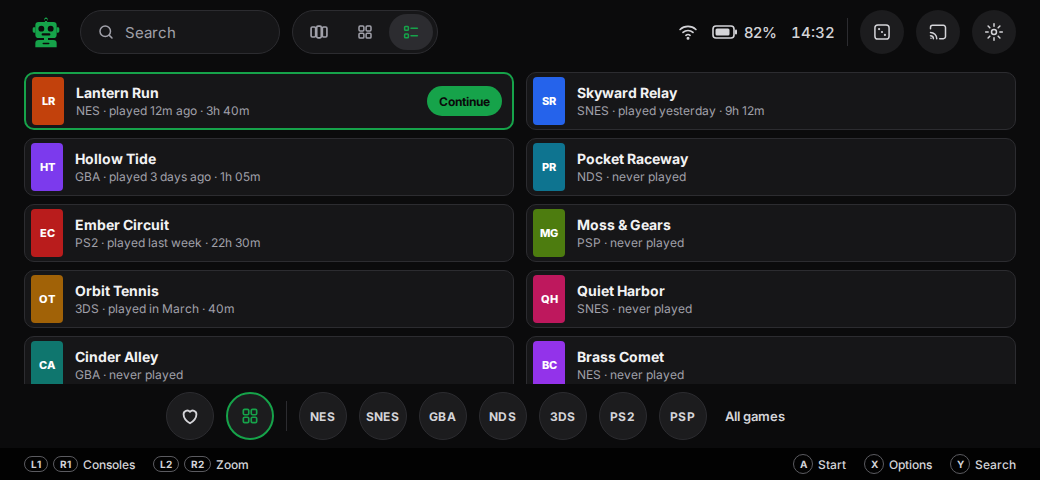 Search
82% 14:32
LR Lantern Run
NES · played 12m ago · 3h 40m
Continue
SR Skyward Relay
SNES · played yesterday · 9h 12m
HT Hollow Tide
GBA · played 3 days ago · 1h 05m
PR Pocket Raceway
NDS · never played
EC Ember Circuit
PS2 · played last week · 22h 30m
MG Moss & Gears
PSP · never played
OT Orbit Tennis
3DS · played in March · 40m
QH Quiet Harbor
SNES · never played
CA Cinder Alley
GBA · never played
BC Brass Comet
NES · never played
NES SNES GBA NDS 3DS PS2 PSP All games
L1 R1 Consoles L2 R2 Zoom A Start X Options Y Search